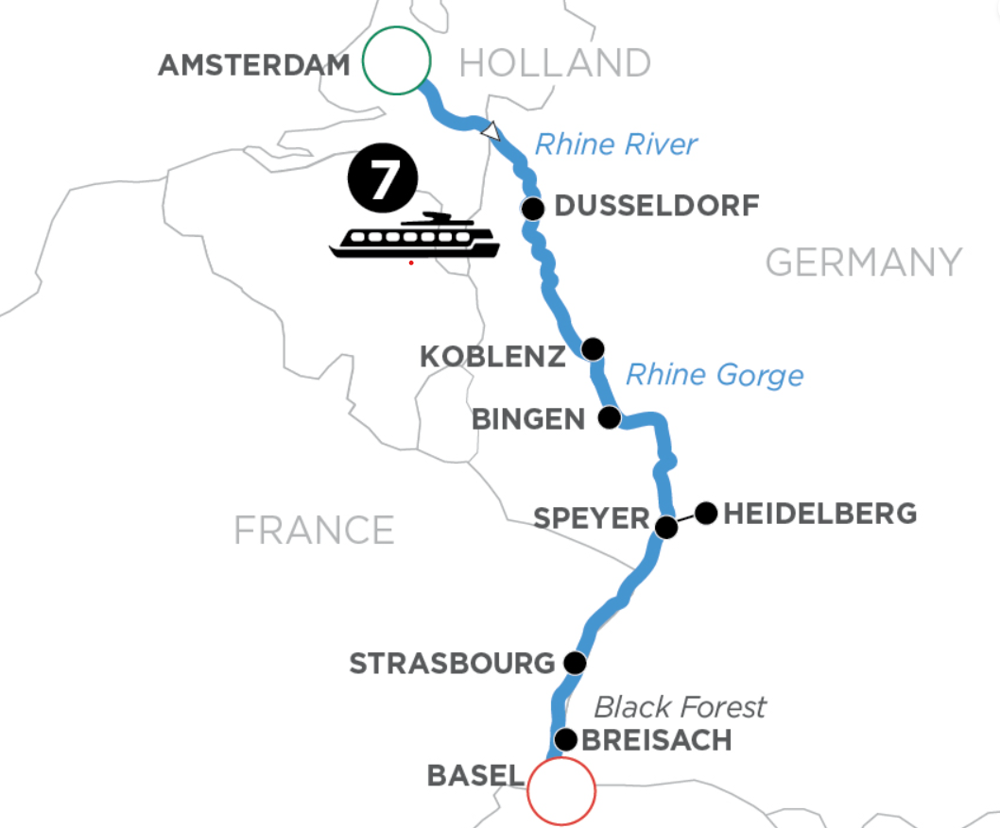 AMSTERDAM
HOLLAND
Rhine River
7
DUSSELDORF
GERMANY
KOBLENZ
Rhine Gorge
BINGEN
SPEYER
HEIDELBERG
FRANCE
STRASBOURG
Black Forest
BREISACH
BASEL